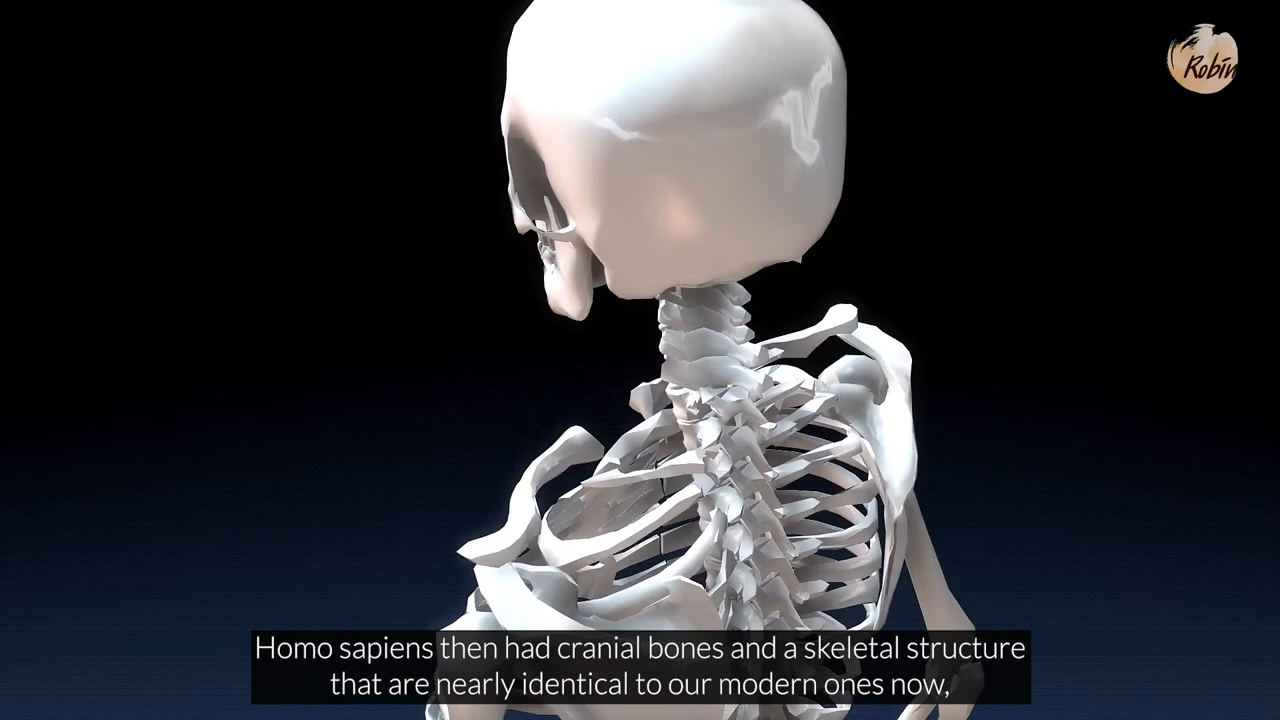 Robin
Homo sapiens then had cranial bones and a skeletal structure
that are nearly identical to our modern ones now,